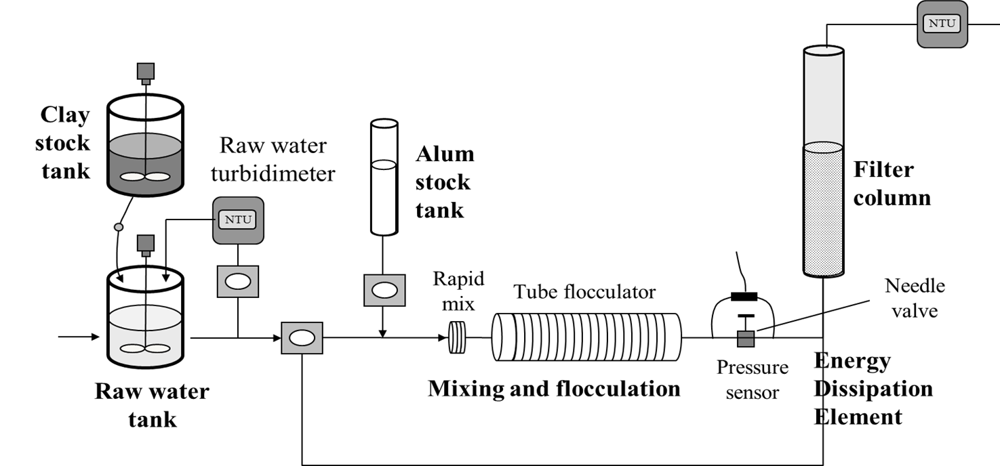 NTU
Clay
stock
tank
Raw water
turbidimeter
NTU
Alum
stock
tank
Filter
column
Rapid
mix
Tube flocculator
Needle
valve
Mixing and flocculation
Pressure
sensor
Energy
Dissipation
Element
Raw water
tank